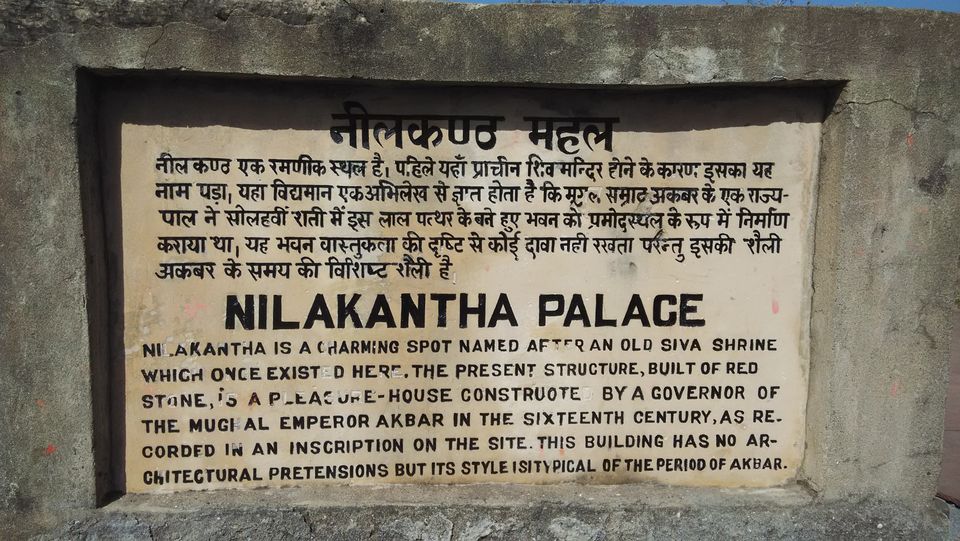 नीलकण्ठ महल
नील कण्ठ एक रमणीक स्थल है, पहिले यहाँ प्राचीन शिव मन्दिर होने के कारण इसका यह
नाम पड़ा, यहा विद्यमान एक अभिलेख से ज्ञात होता है कि मुगल सम्राट अकबर के एक राज्य-
पाल ने सोलहवीं शती में इस लाल पत्थर के बने हुए भवन को प्रमोदस्थल के रूप में निर्माण
कराया था, यह भवन वास्तुकला की दृष्टि से कोई दावा नही रखता परन्तु इसकी शैली
अकबर के समय की विशिष्ट शैली है
NILAKANTHA PALACE
NILAKANTHA IS A CHARMING SPOT NAMED AFTER AN OLD SIVA SHRINE
WHICH ONCE EXISTED HERE. THE PRESENT STRUCTURE, BUILT OF RED
STONE, IS A PLEASURE-HOUSE CONSTRUOTED BY A GOVERNOR OF
THE MUGHAL EMPEROR AKBAR IN THE SIXTEENTH CENTURY, AS RE-
CORDED IN AN INSCRIPTION ON THE SITE. THIS BUILDING HAS NO AR-
CHITECTURAL PRETENSIONS BUT ITS STYLE IS TYPICAL OF THE PERIOD OF AKBAR.